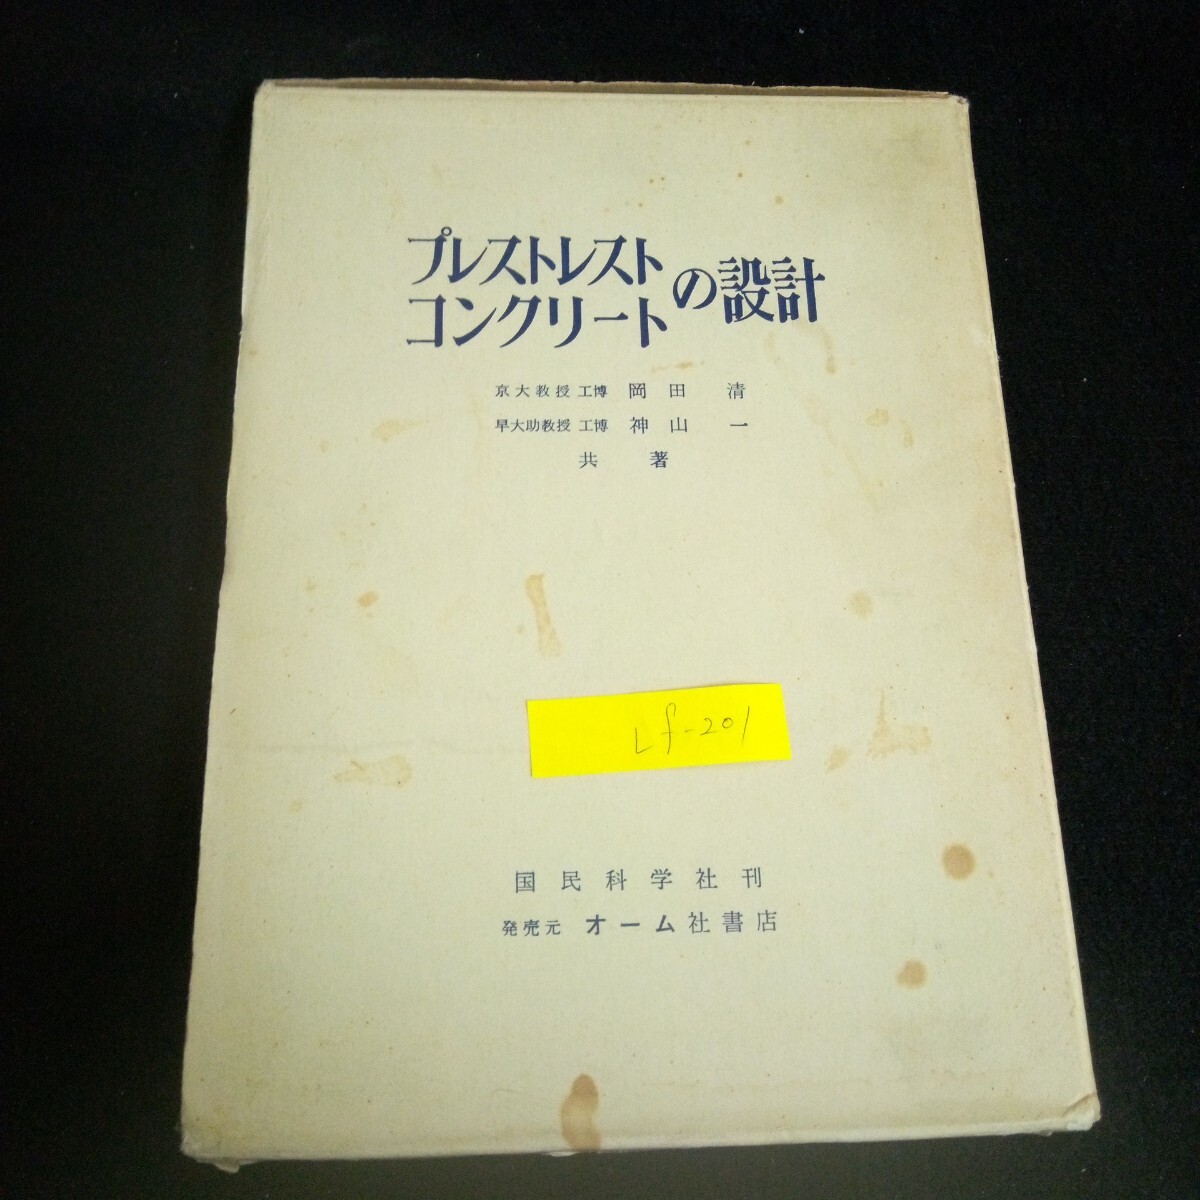 プレストレスト
コンクリート
の設計
京大教授 工博 岡田 清
早大助教授 工博 神山 一
共著
Lf-201
国民科学社刊
発売元 オーム社書店